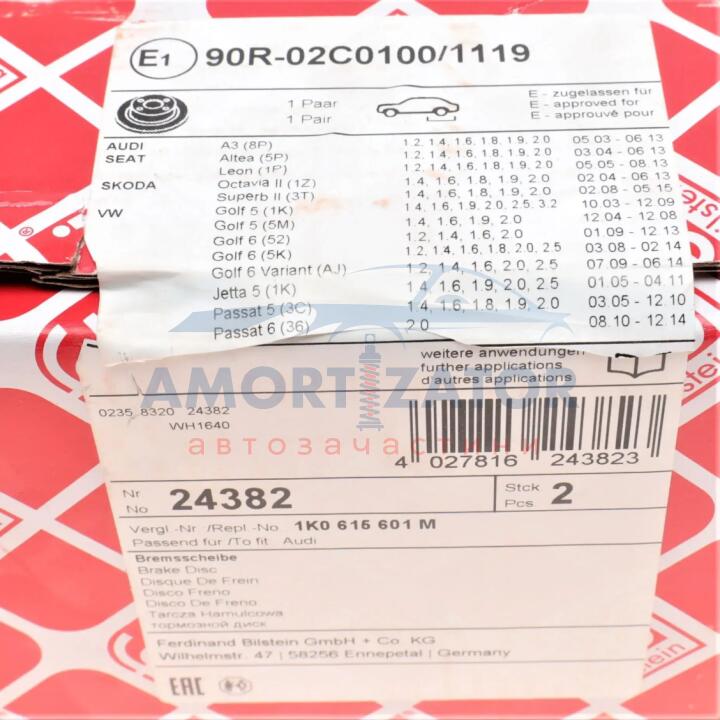 E1 90R-02C0100/1119
1 Paar
1 Pair
E - zugelassen für
E - approved for
E - approuvé pour
AUDI A3 (8P) 1.2, 1.4, 1.6, 1.8, 1.9, 2.0 05.03 - 06.13
SEAT Altea (5P) 1.2, 1.4, 1.6, 1.8, 1.9, 2.0 03.04 - 06.13
Leon (1P) 1.2, 1.4, 1.6, 1.8, 1.9, 2.0 05.05 - 08.13
SKODA Octavia II (1Z) 1.4, 1.6, 1.8, 1.9, 2.0 02.04 - 06.13
Superb II (3T) 1.4, 1.6, 1.8, 1.9, 2.0 02.08 - 05.15
VW Golf 5 (1K) 1.4, 1.6, 1.9, 2.0, 2.5, 3.2 10.03 - 12.09
Golf 5 (5M) 1.4, 1.6, 1.9, 2.0 12.04 - 12.08
Golf 6 (52) 1.2, 1.4, 1.6, 2.0 01.09 - 12.13
Golf 6 (5K) 1.2, 1.4, 1.6, 1.8, 2.0, 2.5 03.08 - 02.14
Golf 6 Variant (AJ) 1.2, 1.4, 1.6, 2.0, 2.5 07.09 - 06.14
Jetta 5 (1K) 1.4, 1.6, 1.9, 2.0, 2.5 01.05 - 04.11
Passat 5 (3C) 1.4, 1.6, 1.8, 1.9, 2.0 03.05 - 12.10
Passat 6 (36) 2.0 08.10 - 12.14
weitere anwendungen
further applications
d'autres applications
AMORTIZATOR
автозачастини
0235 8320 24382
WH1640
4 027816 243823
Nr
No 24382
Stck
Pcs 2
Vergl.-Nr./Repl.-No. 1K0 615 601 M
Passend für /To fit Audi
Bremsscheibe
Brake Disc
Disque De Frein
Disco Freno
Disco De Freno
Tarcza Hamulcowa
тормозной диск
Ferdinand Bilstein GmbH + Co. KG
Wilhelmstr. 47 | 58256 Ennepetal | Germany
EAC